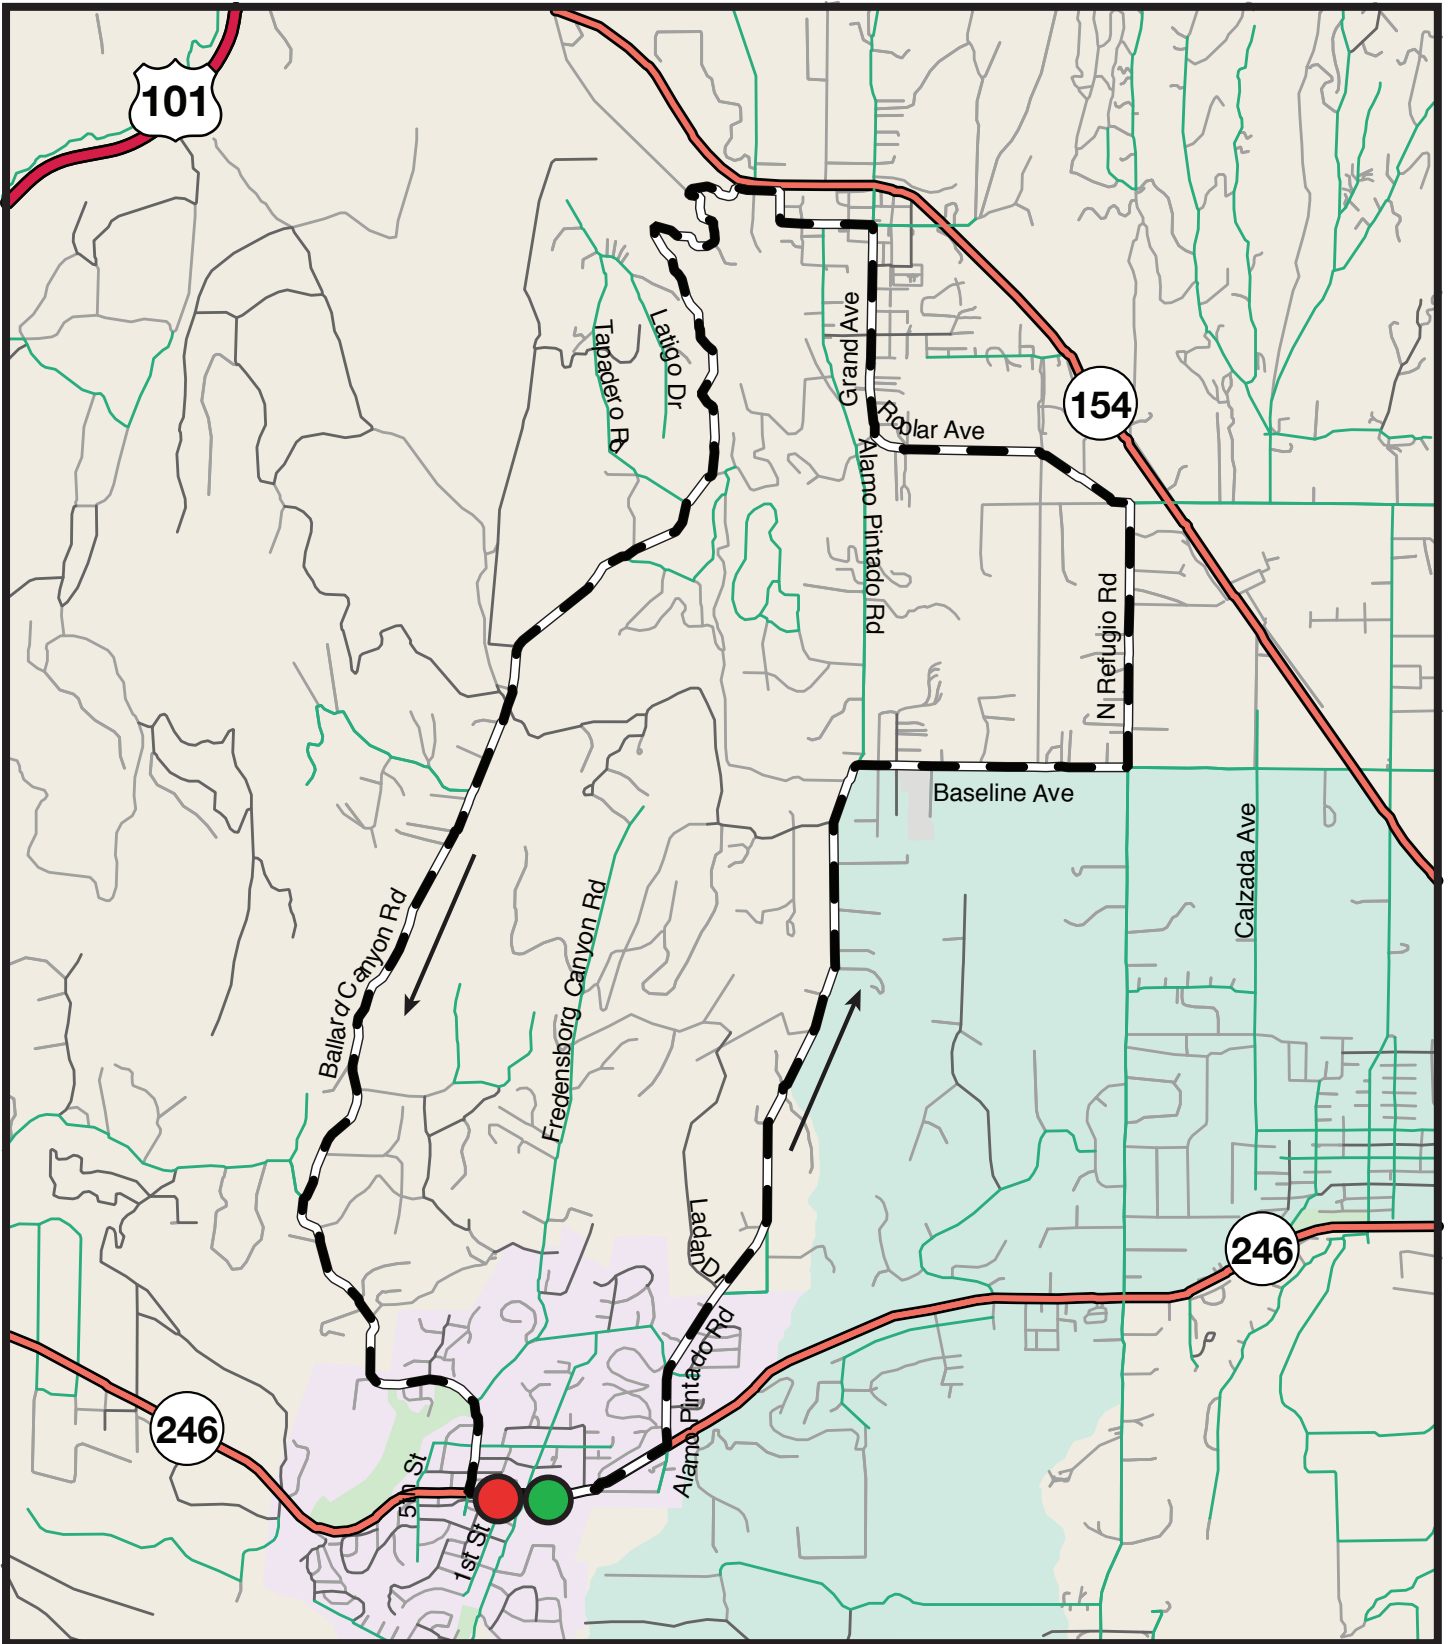 101
154
Grand Ave
Latigo Dr
Tapadero Rd
Roblar Ave
Alamo Pintado Rd
N Refugio Rd
Baseline Ave
Calzada Ave
Ballard Canyon Rd
Fredensborg Canyon Rd
Ladan Dr
246
Alamo Pintado Rd
246
5th St
1st St